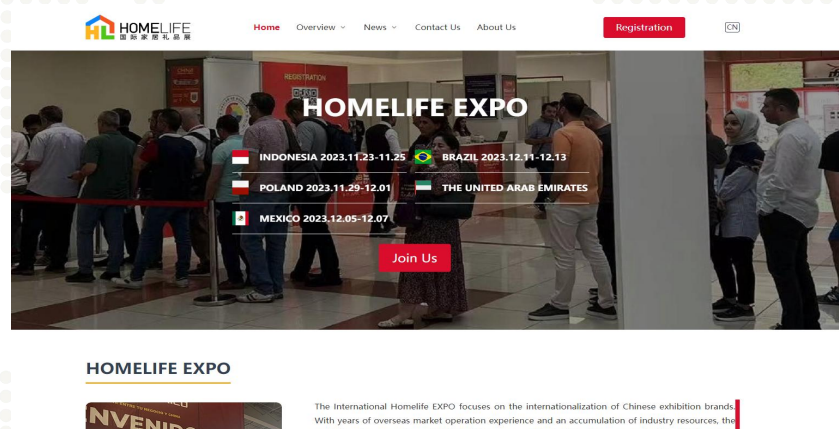 HOMELIFE
国际家居礼品展
Home Overview News Contact Us About Us Registration CN
REGISTRATION
HOMELIFE EXPO
INDONESIA 2023.11.23-11.25 BRAZIL 2023.12.11-12.13
POLAND 2023.11.29-12.01 THE UNITED ARAB EMIRATES
MEXICO 2023.12.05-12.07
Join Us
HOMELIFE EXPO
The International Homelife EXPO focuses on the internationalization of Chinese exhibition brands.
With years of overseas market operation experience and an accumulation of industry resources, the